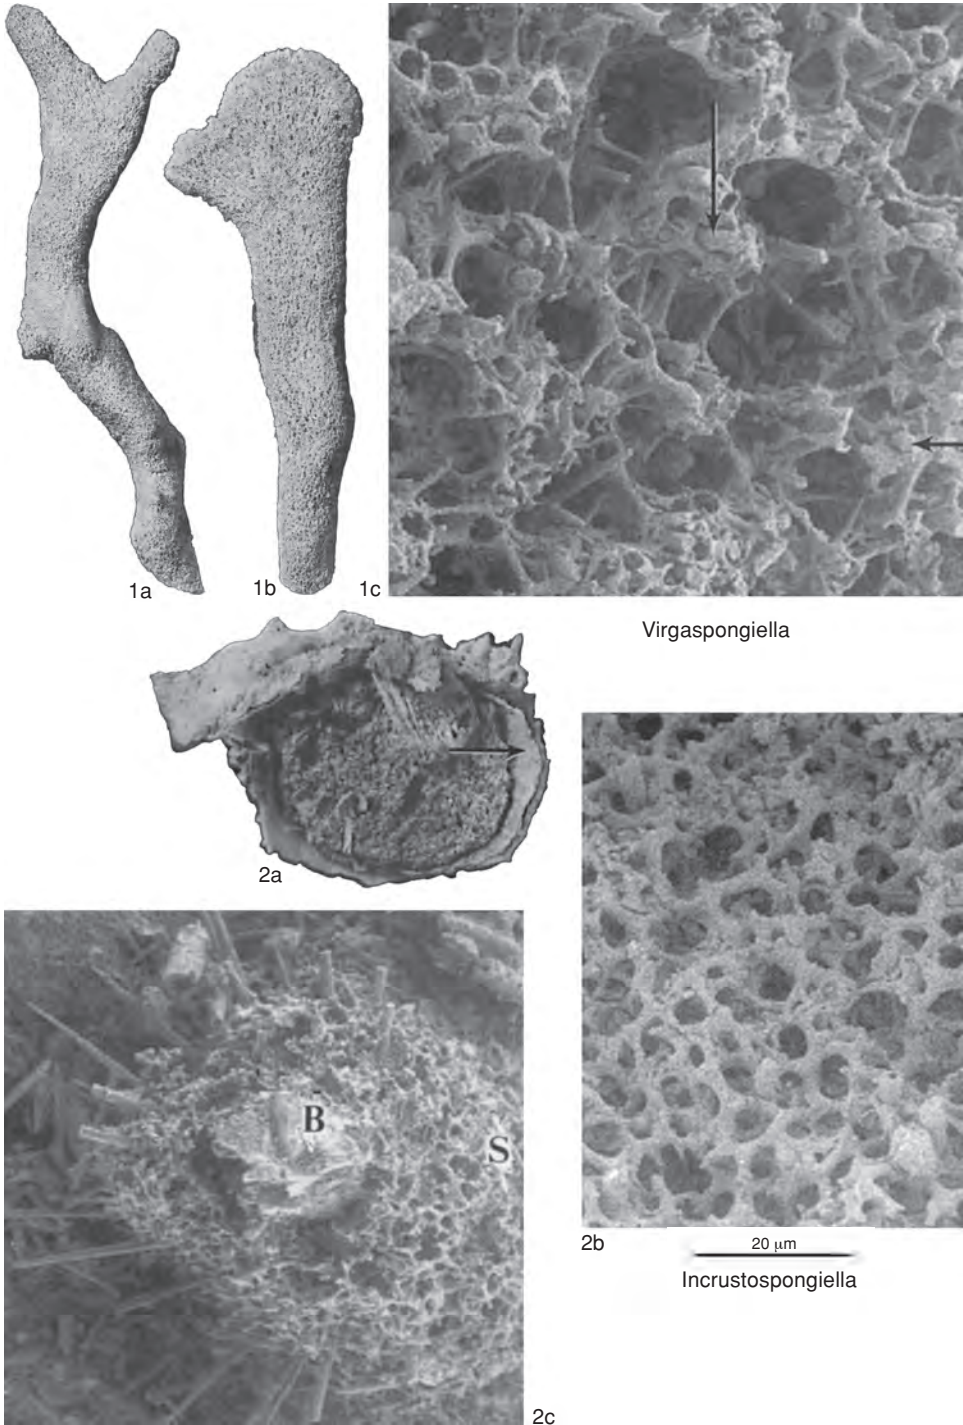 1a
1b
1c
Virgaspongiella
2a
B
S
2b
20 μm
Incrustospongiella
2c